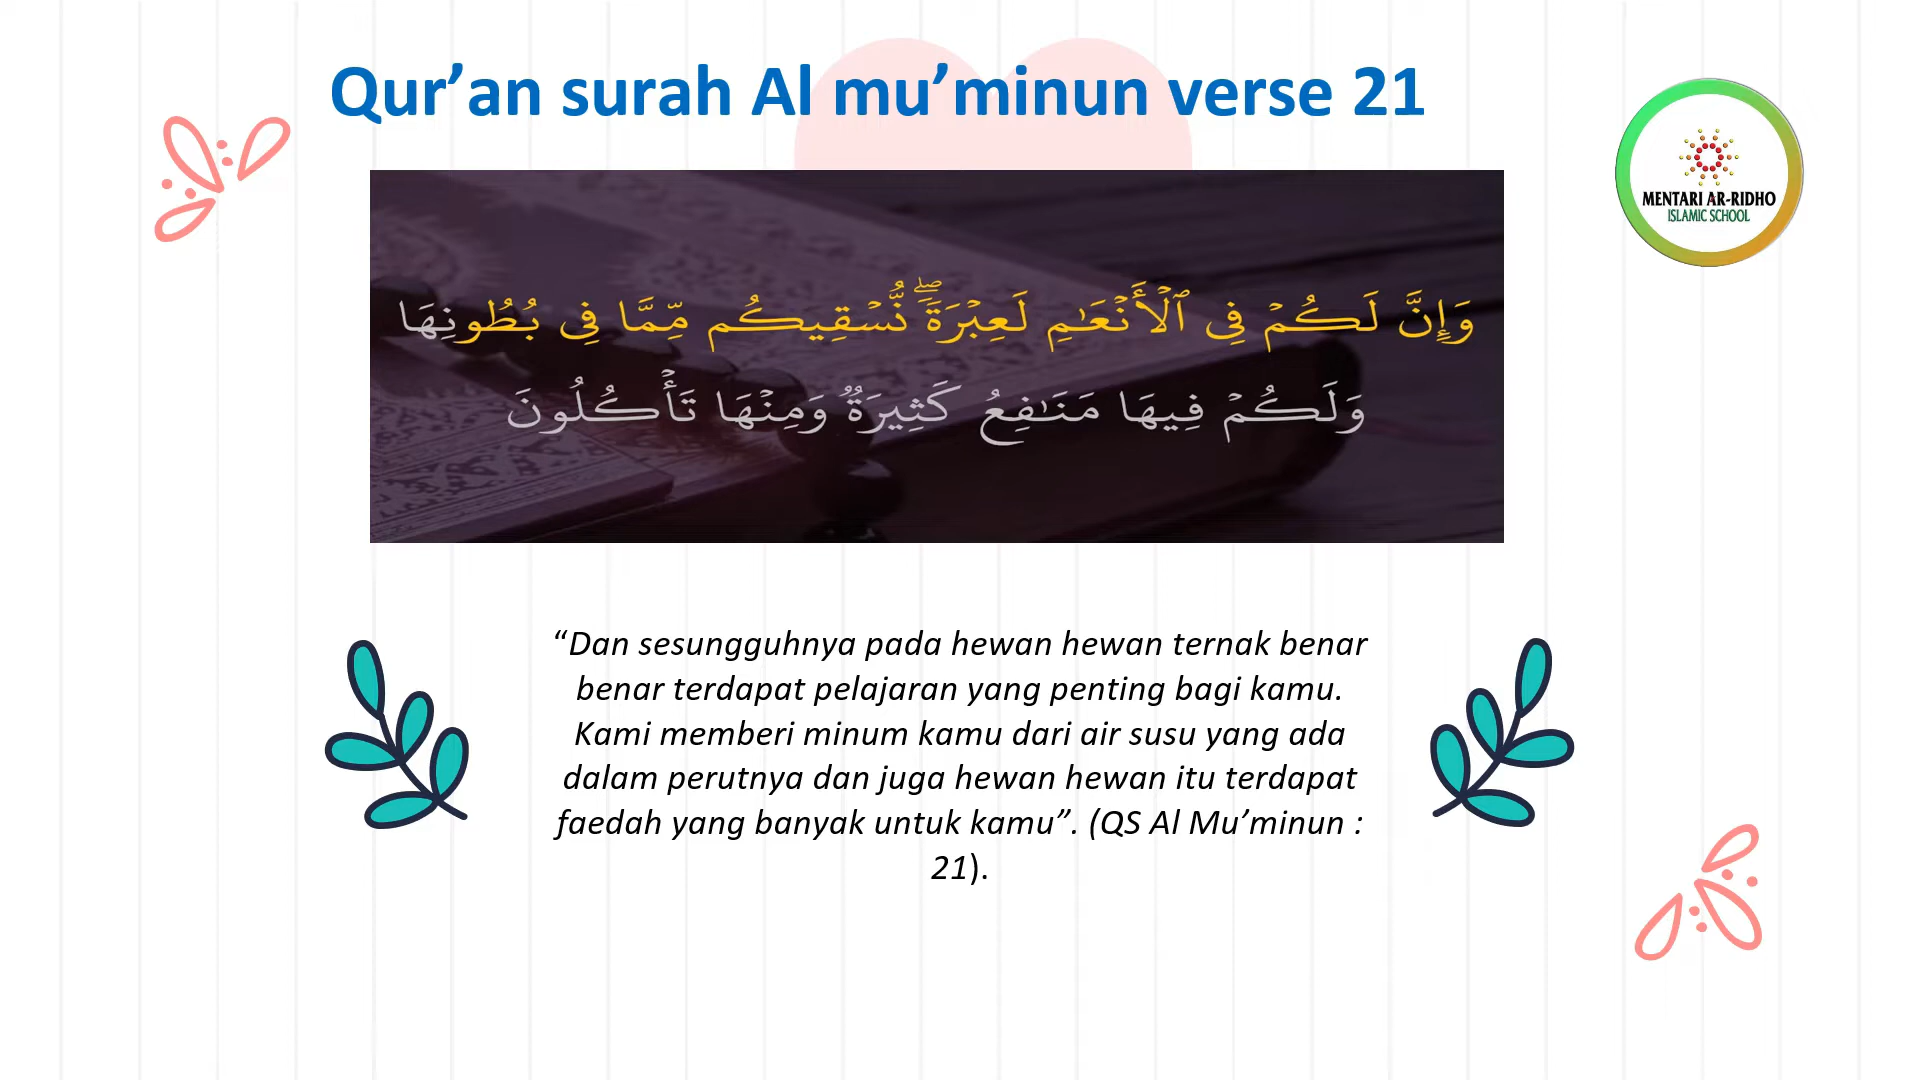 Qur’an surah Al mu’minun verse 21
MENTARI AR-RIDHO
ISLAMIC SCHOOL
وَإِنَّ لَكُمْ فِى ٱلْأَنْعَـٰمِ لَعِبْرَةً ۖ نُّسْقِيكُم مِّمَّا فِى بُطُونِهَا
وَلَكُمْ فِيهَا مَنَـٰفِعُ كَثِيرَةٌ وَمِنْهَا تَأْكُلُونَ
“Dan sesungguhnya pada hewan hewan ternak benar
benar terdapat pelajaran yang penting bagi kamu.
Kami memberi minum kamu dari air susu yang ada
dalam perutnya dan juga hewan hewan itu terdapat
faedah yang banyak untuk kamu”. (QS Al Mu’minun :
21).